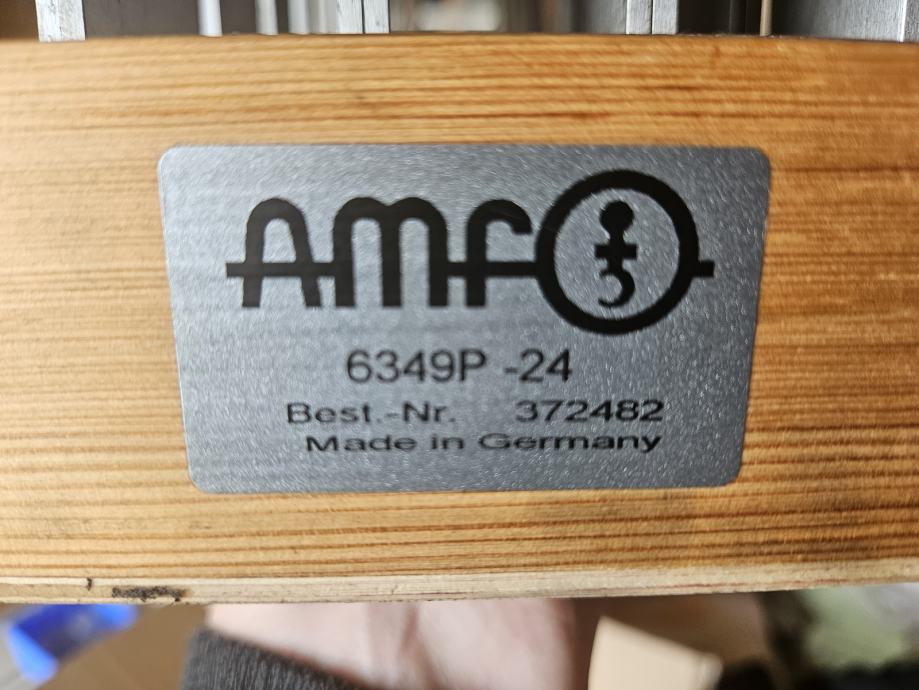 AMF
6349P -24
Best.-Nr. 372482
Made in Germany